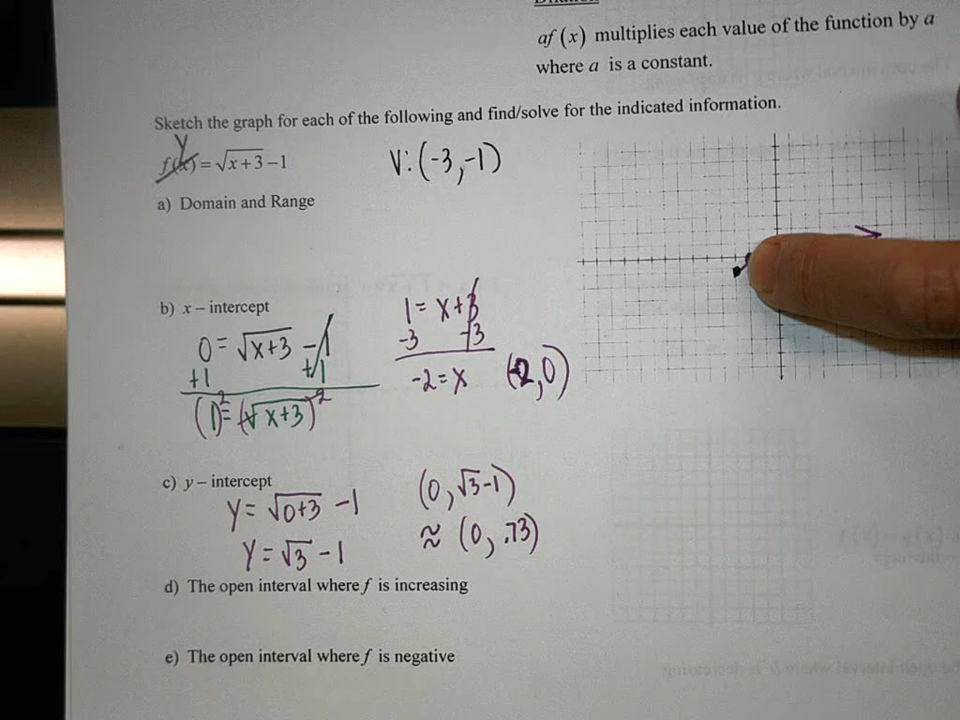 af (x) multiplies each value of the function by a
where a is a constant.
Sketch the graph for each of the following and find/solve for the indicated information.
y
f(x) = √x+3 −1
V: (-3, -1)
a) Domain and Range
b) x – intercept
0 = √x+3 - 1
+1 +1
(1)² = (√x+3)²
1 = x+3
-3 -3
-2 = x (-2, 0)
c) y – intercept
y = √0+3 - 1
y = √3 - 1
(0, √3-1)
≈ (0, .73)
d) The open interval where f is increasing
e) The open interval where f is negative